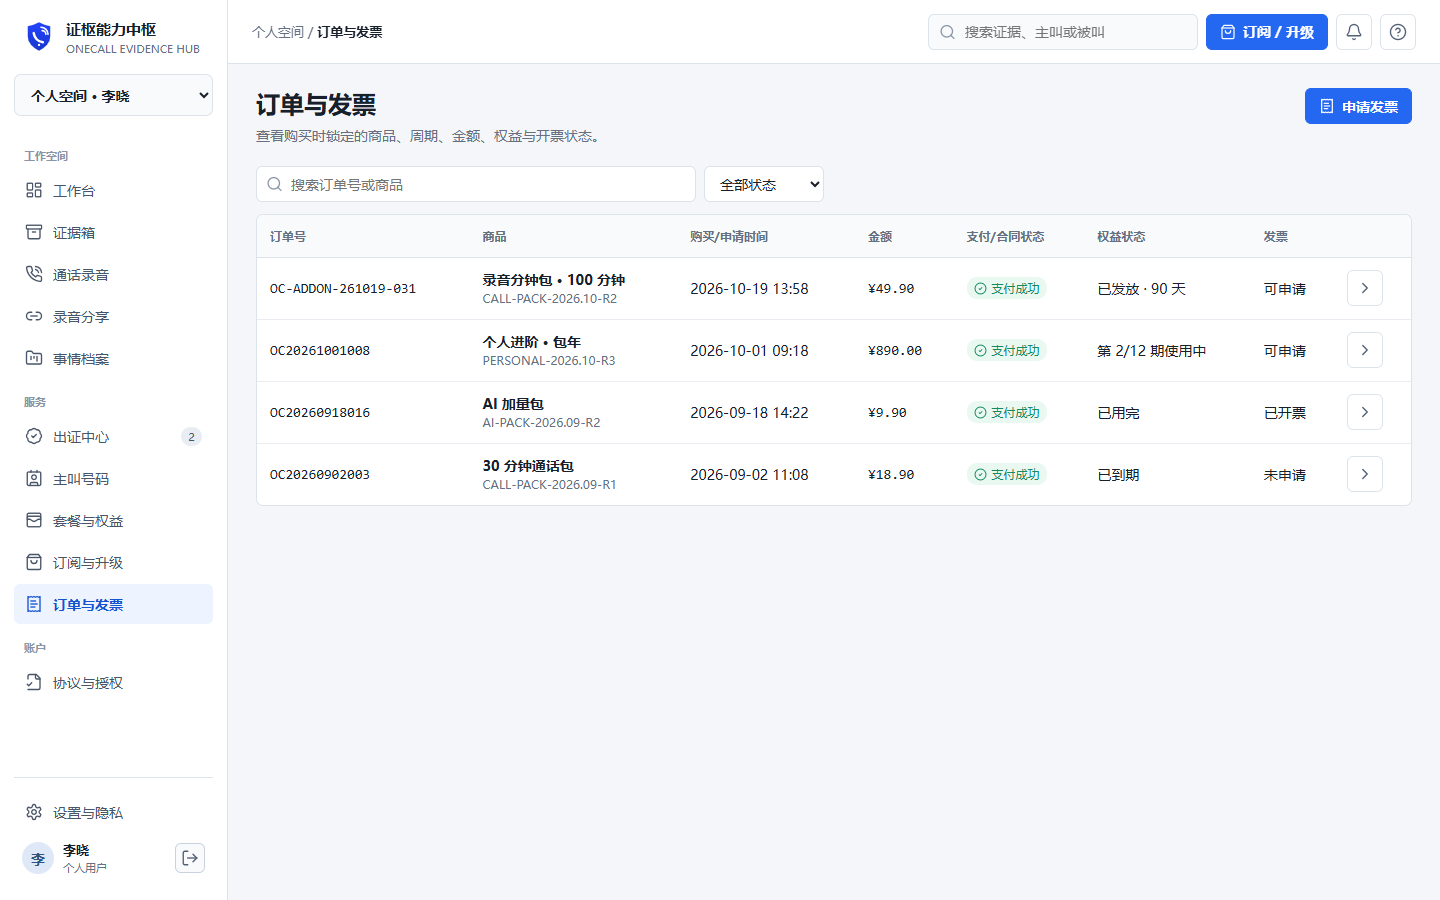 证枢能力中枢
ONECALL EVIDENCE HUB
个人空间 • 李晓
工作空间
工作台
证据箱
通话录音
录音分享
事情档案
服务
出证中心
2
主叫号码
套餐与权益
订阅与升级
订单与发票
账户
协议与授权
设置与隐私
李
李晓
个人用户
个人空间 / 订单与发票
搜索证据、主叫或被叫
订阅 / 升级
订单与发票
查看购买时锁定的商品、周期、金额、权益与开票状态。
申请发票
搜索订单号或商品
全部状态
订单号 商品 购买/申请时间 金额 支付/合同状态 权益状态 发票
OC-ADDON-261019-031 录音分钟包 • 100 分钟 2026-10-19 13:58 ¥49.90 支付成功 已发放 · 90 天 可申请
CALL-PACK-2026.10-R2
OC20261001008 个人进阶 • 包年 2026-10-01 09:18 ¥890.00 支付成功 第 2/12 期使用中 可申请
PERSONAL-2026.10-R3
OC20260918016 AI 加量包 2026-09-18 14:22 ¥9.90 支付成功 已用完 已开票
AI-PACK-2026.09-R2
OC20260902003 30 分钟通话包 2026-09-02 11:08 ¥18.90 支付成功 已到期 未申请
CALL-PACK-2026.09-R1